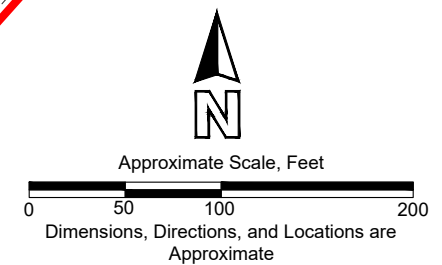 N
Approximate Scale, Feet
0 50 100 200
Dimensions, Directions, and Locations are
Approximate